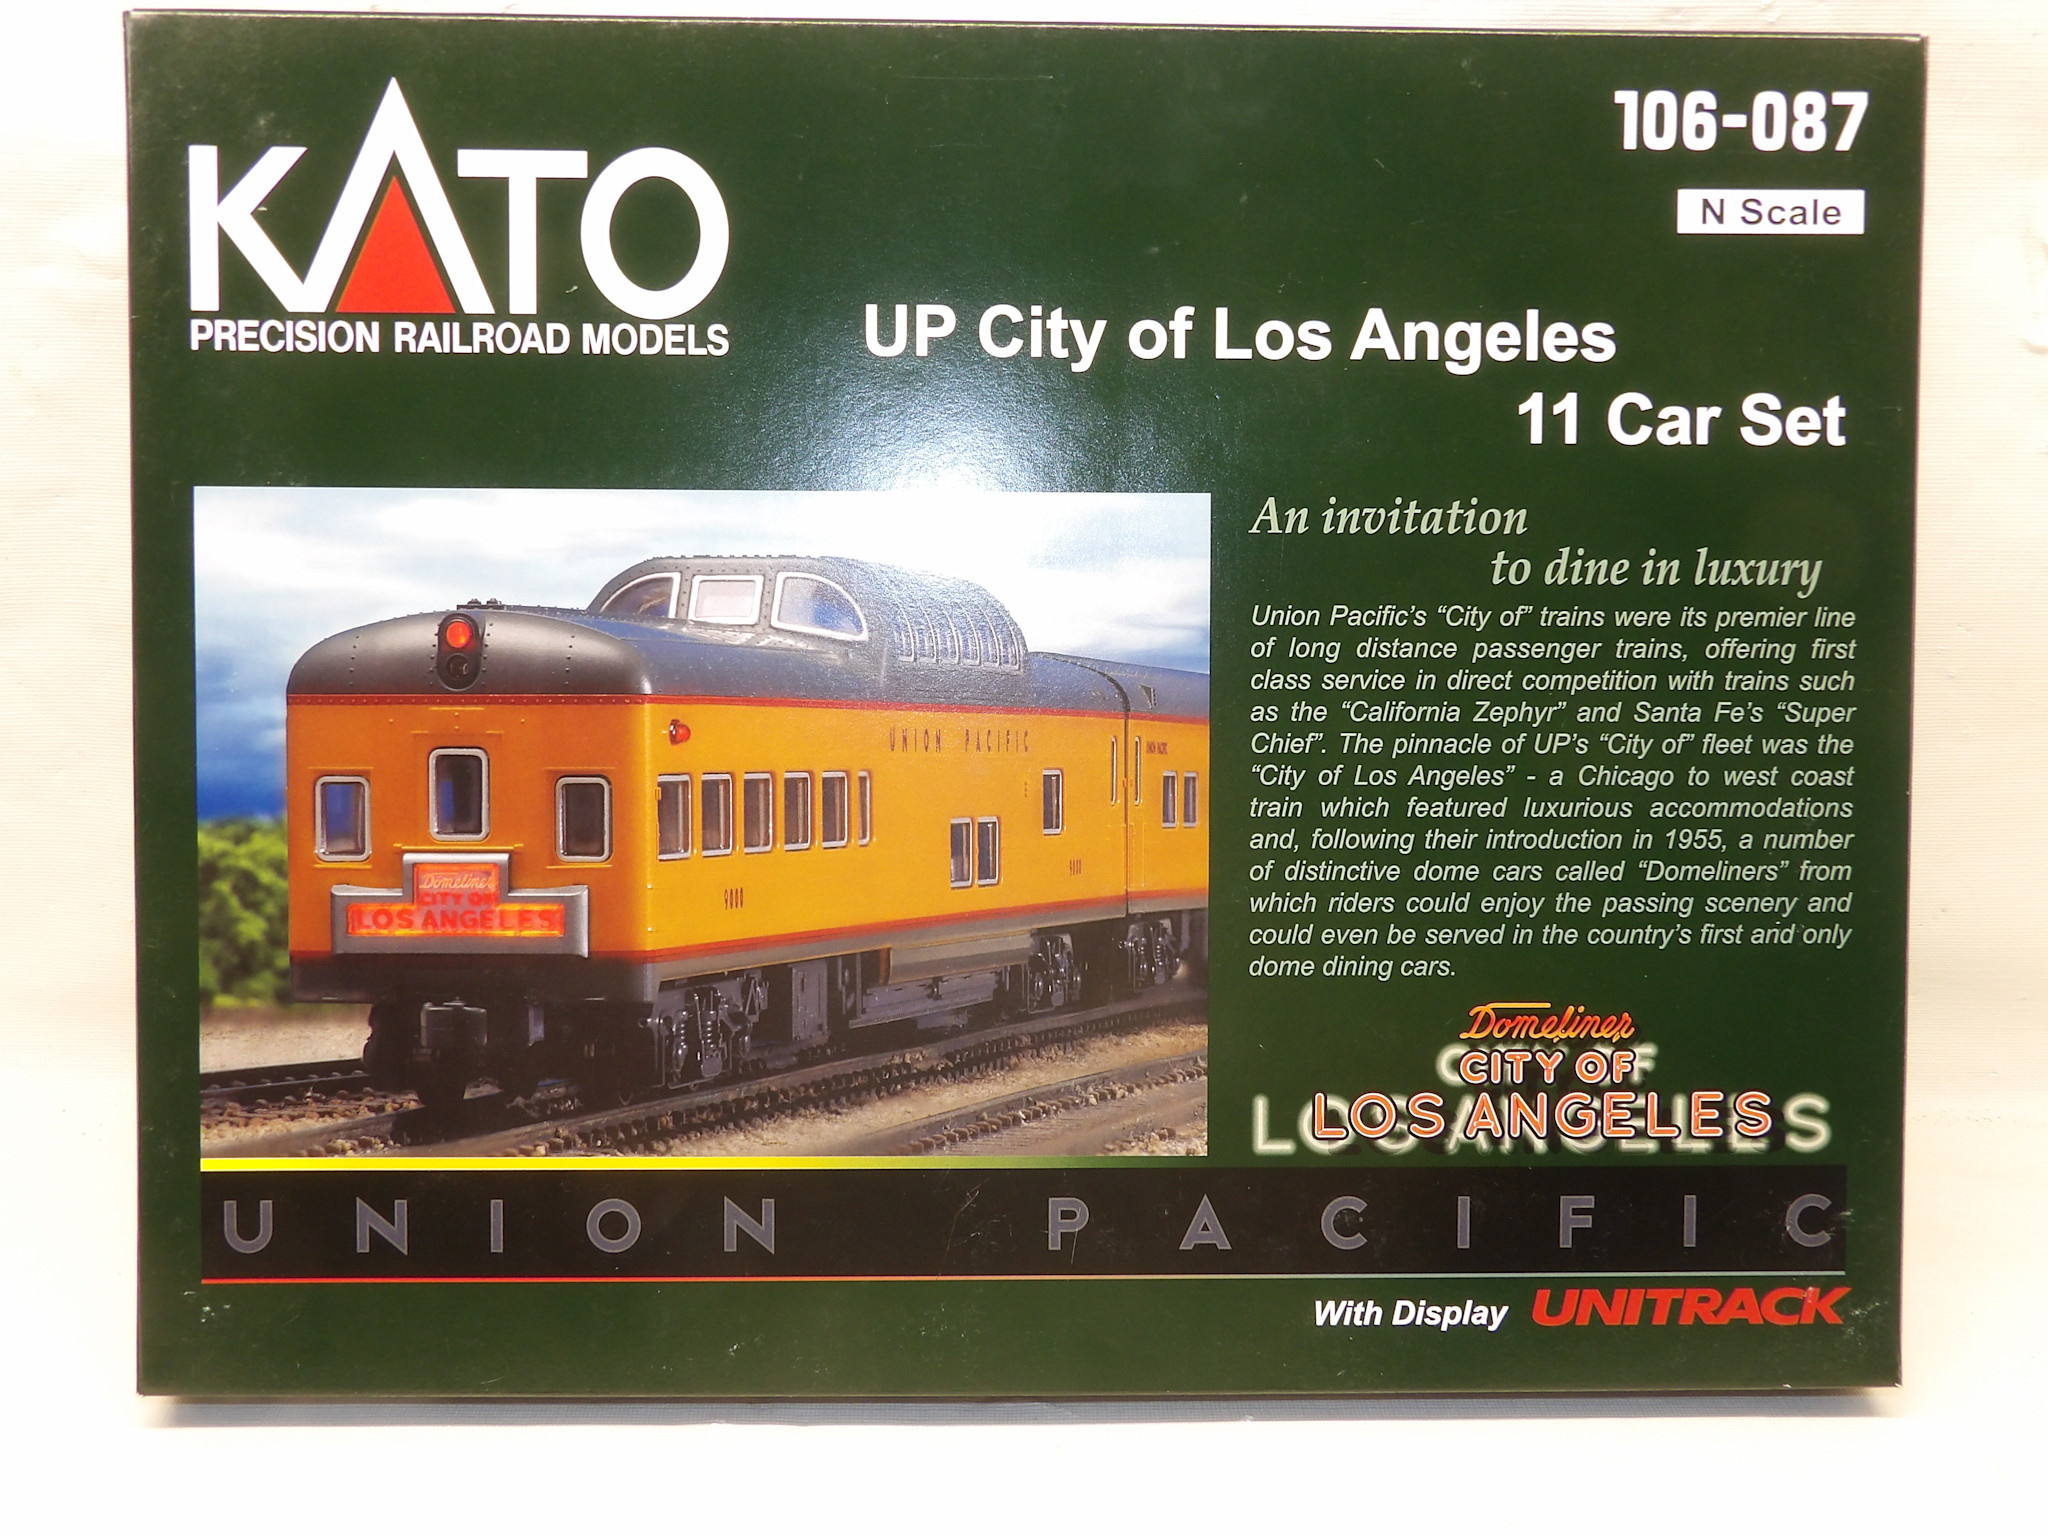 KATO
PRECISION RAILROAD MODELS
106-087
N Scale
UP City of Los Angeles
11 Car Set
An invitation
to dine in luxury
Union Pacific's “City of” trains were its premier line
of long distance passenger trains, offering first
class service in direct competition with trains such
as the “California Zephyr” and Santa Fe's “Super
Chief”. The pinnacle of UP's “City of” fleet was the
“City of Los Angeles” - a Chicago to west coast
train which featured luxurious accommodations
and, following their introduction in 1955, a number
of distinctive dome cars called “Domeliners” from
which riders could enjoy the passing scenery and
could even be served in the country's first and only
dome dining cars.
UNION PACIFIC
UNION PACIFIC
9000
9000
Domeliner
CITY OF
LOS ANGELES
Domeliner
CITY OF
LOS ANGELES
UNION PACIFIC
With Display UNITRACK